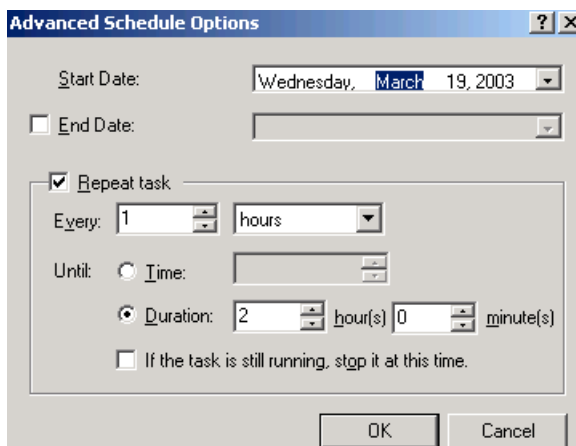 Advanced Schedule Options
Start Date: Wednesday, March 19, 2003
End Date:
Repeat task
Every: 1 hours
Until: Time:
Duration: 2 hour(s) 0 minute(s)
If the task is still running, stop it at this time.
OK Cancel